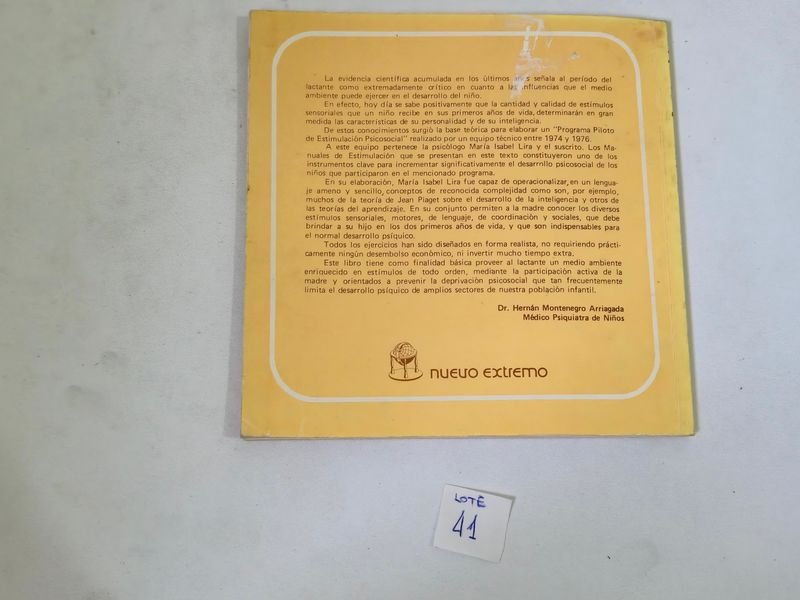 La evidencia científica acumulada en los últimos años señala al período del
lactante como extremadamente crítico en cuanto a las influencias que el medio
ambiente puede ejercer en el desarrollo del niño.
En efecto, hoy día se sabe positivamente que la cantidad y calidad de estímulos
sensoriales que un niño recibe en sus primeros años de vida, determinarán en gran
medida las características de su personalidad y de su inteligencia.
De estos conocimientos surgió la base teórica para elaborar un "Programa Piloto
de Estimulación Psicosocial" realizado por un equipo técnico entre 1974 y 1976.
A este equipo pertenece la psicólogo María Isabel Lira y el suscrito. Los Ma-
nuales de Estimulación que se presentan en este texto constituyeron uno de los
instrumentos clave para incrementar significativamente el desarrollo psicosocial de los
niños que participaron en el mencionado programa.
En su elaboración, María Isabel Lira fue capaz de operacionalizar, en un lengua-
je ameno y sencillo, conceptos de reconocida complejidad como son, por ejemplo,
muchos de la teoría de Jean Piaget sobre el desarrollo de la inteligencia y otros de
las teorías del aprendizaje. En su conjunto permiten a la madre conocer los diversos
estímulos sensoriales, motores, de lenguaje, de coordinación y sociales, que debe
brindar a su hijo en los dos primeros años de vida, y que son indispensables para
el normal desarrollo psíquico.
Todos los ejercicios han sido diseñados en forma realista, no requiriendo prácti-
camente ningún desembolso económico, ni invertir mucho tiempo extra.
Este libro tiene como finalidad básica proveer al lactante un medio ambiente
enriquecido en estímulos de todo orden, mediante la participación activa de la
madre y orientados a prevenir la deprivación psicosocial que tan frecuentemente
limita el desarrollo psíquico de amplios sectores de nuestra población infantil.
Dr. Hernán Montenegro Arriagada
Médico Psiquiatra de Niños
nuevo extremo
LOTE
41